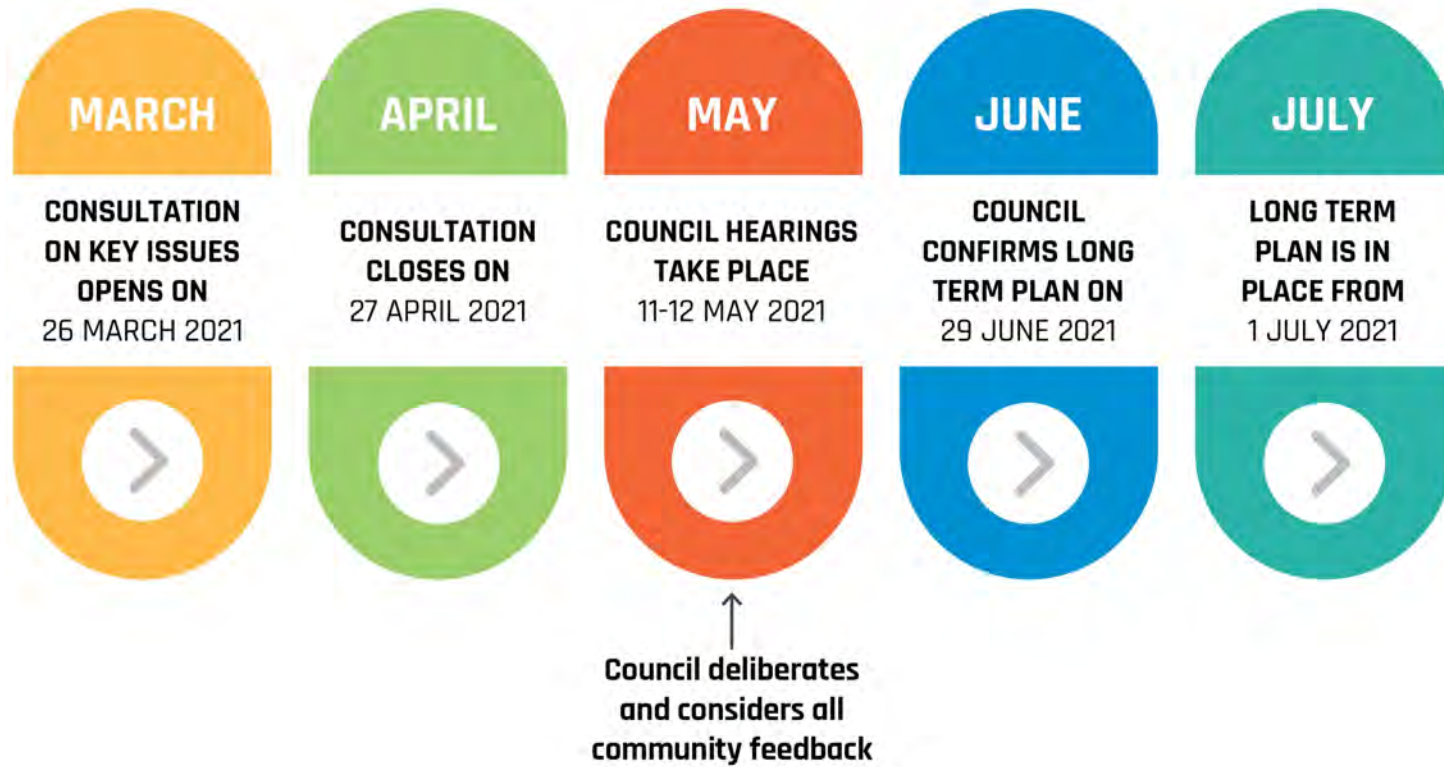 MARCH
CONSULTATION
ON KEY ISSUES
OPENS ON
26 MARCH 2021
APRIL
CONSULTATION
CLOSES ON
27 APRIL 2021
MAY
COUNCIL HEARINGS
TAKE PLACE
11-12 MAY 2021
Council deliberates
and considers all
community feedback
JUNE
COUNCIL
CONFIRMS LONG
TERM PLAN ON
29 JUNE 2021
JULY
LONG TERM
PLAN IS IN
PLACE FROM
1 JULY 2021